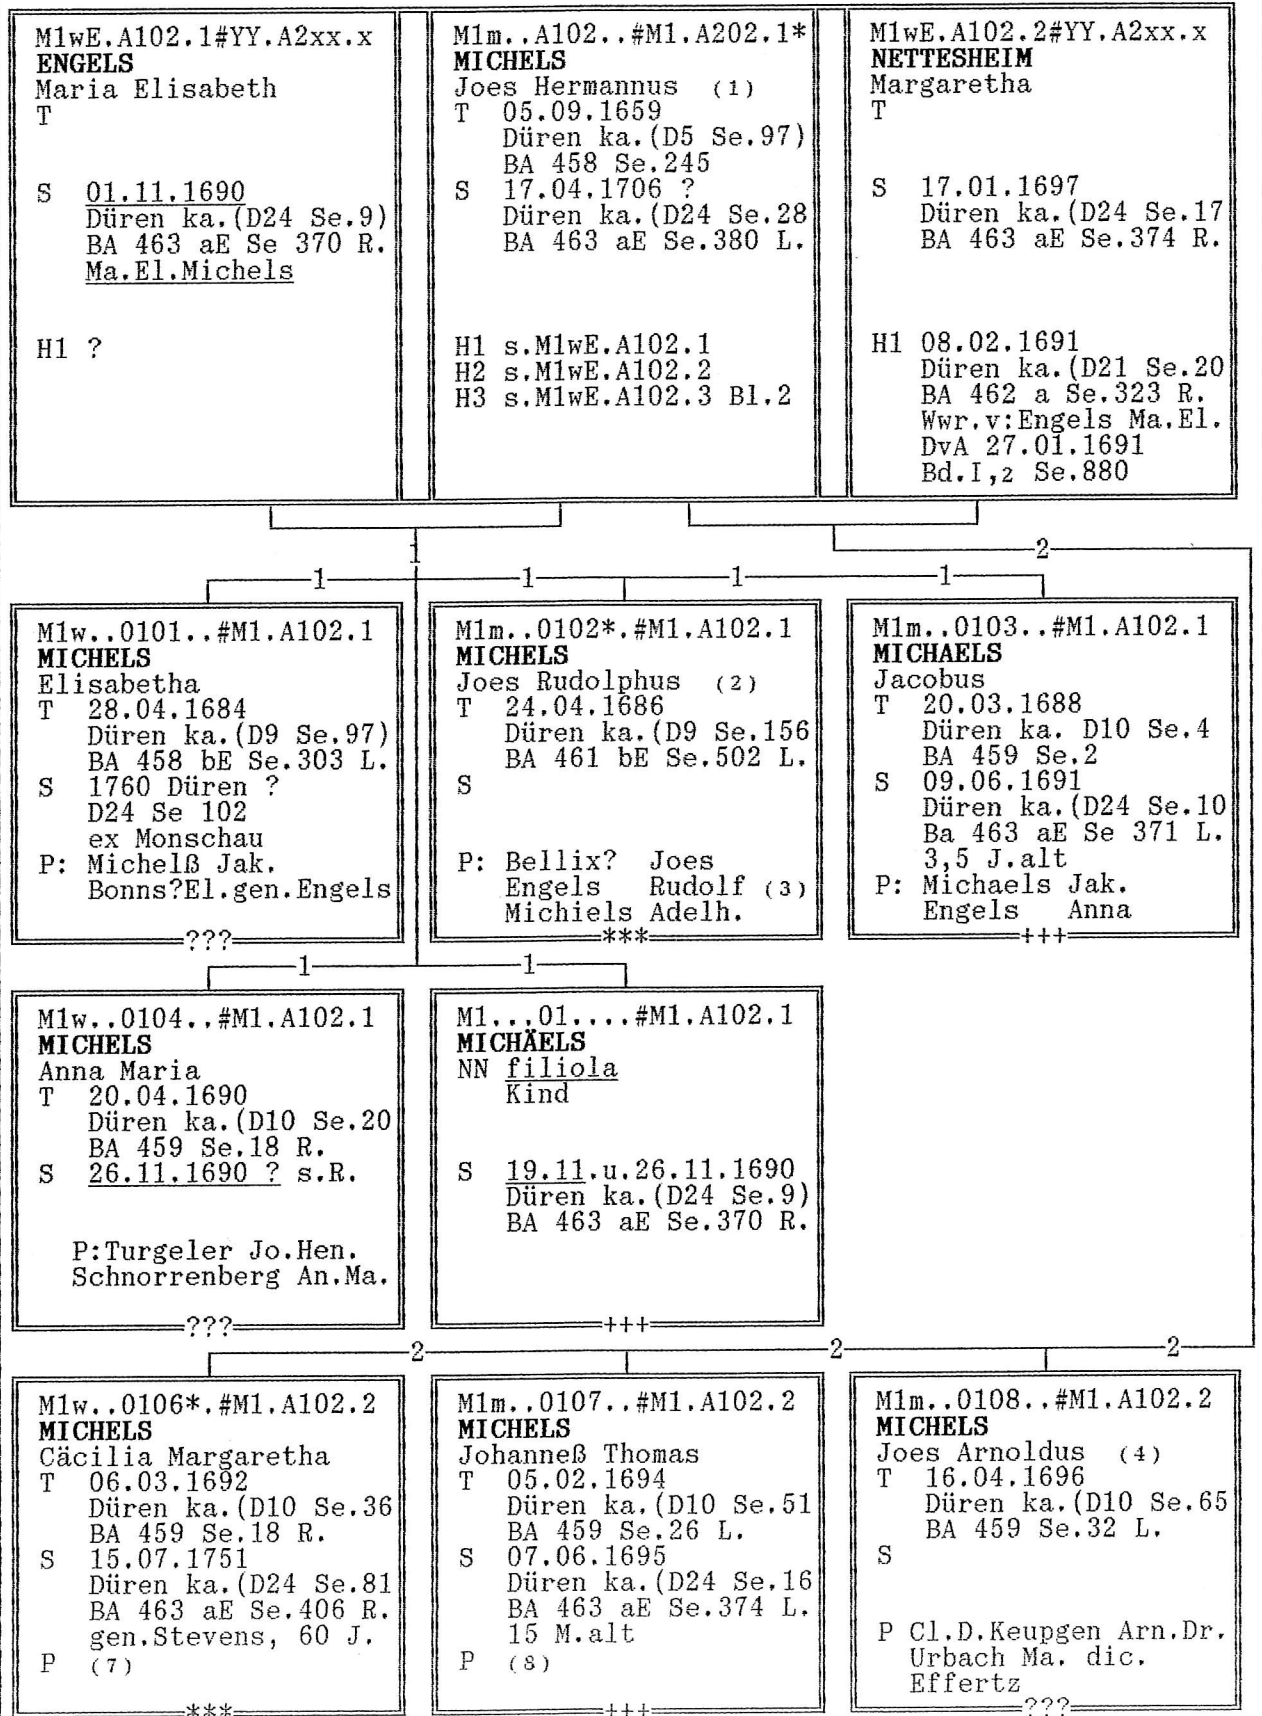 M1wE.A102.1#YY.A2xx.x
ENGELS
Maria Elisabeth
T
S 01.11.1690
Düren ka.(D24 Se.9)
BA 463 aE Se 370 R.
Ma.El.Michels
H1 ?
M1m..A102..#M1.A202.1*
MICHELS
Joes Hermannus (1)
T 05.09.1659
Düren ka.(D5 Se.97)
BA 458 Se.245
S 17.04.1706 ?
Düren ka.(D24 Se.28
BA 463 aE Se.380 L.
H1 s.M1wE.A102.1
H2 s.M1wE.A102.2
H3 s.M1wE.A102.3 Bl.2
M1wE.A102.2#YY.A2xx.x
NETTESHEIM
Margaretha
T
S 17.01.1697
Düren ka.(D24 Se.17
BA 463 aE Se.374 R.
H1 08.02.1691
Düren ka.(D21 Se.20
BA 462 a Se.323 R.
Wwr.v:Engels Ma.El.
DvA 27.01.1691
Bd.I,2 Se.880
1
2
1
1
1
1
M1w..0101..#M1.A102.1
MICHELS
Elisabetha
T 28.04.1684
Düren ka.(D9 Se.97)
BA 458 bE Se.303 L.
S 1760 Düren ?
D24 Se 102
ex Monschau
P: Michelß Jak.
Bonns?El.gen.Engels
???
M1m..0102*.#M1.A102.1
MICHELS
Joes Rudolphus (2)
T 24.04.1686
Düren ka.(D9 Se.156
BA 461 bE Se.502 L.
S
P: Bellix? Joes
Engels Rudolf (3)
Michiels Adelh.
***
M1m..0103..#M1.A102.1
MICHAELS
Jacobus
T 20.03.1688
Düren ka. D10 Se.4
BA 459 Se.2
S 09.06.1691
Düren ka.(D24 Se.10
Ba 463 aE Se 371 L.
3,5 J.alt
P: Michaels Jak.
Engels Anna
+++
1
1
M1w..0104..#M1.A102.1
MICHELS
Anna Maria
T 20.04.1690
Düren ka.(D10 Se.20
BA 459 Se.18 R.
S 26.11.1690 ? s.R.
P:Turgeler Jo.Hen.
Schnorrenberg An.Ma.
???
M1...01....#M1.A102.1
MICHÄELS
NN filiola
Kind
S 19.11.u.26.11.1690
Düren ka.(D24 Se.9)
BA 463 aE Se.370 R.
+++
2
2
2
M1w..0106*.#M1.A102.2
MICHELS
Cäcilia Margaretha
T 06.03.1692
Düren ka.(D10 Se.36
BA 459 Se.18 R.
S 15.07.1751
Düren ka.(D24 Se.81
BA 463 aE Se.406 R.
gen.Stevens, 60 J.
P (7)
***
M1m..0107..#M1.A102.2
MICHELS
Johanneß Thomas
T 05.02.1694
Düren ka.(D10 Se.51
BA 459 Se.26 L.
S 07.06.1695
Düren ka.(D24 Se.16
BA 463 aE Se.374 L.
15 M.alt
P (8)
+++
M1m..0108..#M1.A102.2
MICHELS
Joes Arnoldus (4)
T 16.04.1696
Düren ka.(D10 Se.65
BA 459 Se.32 L.
S
P Cl.D.Keupgen Arn.Dr.
Urbach Ma. dic.
Effertz
???